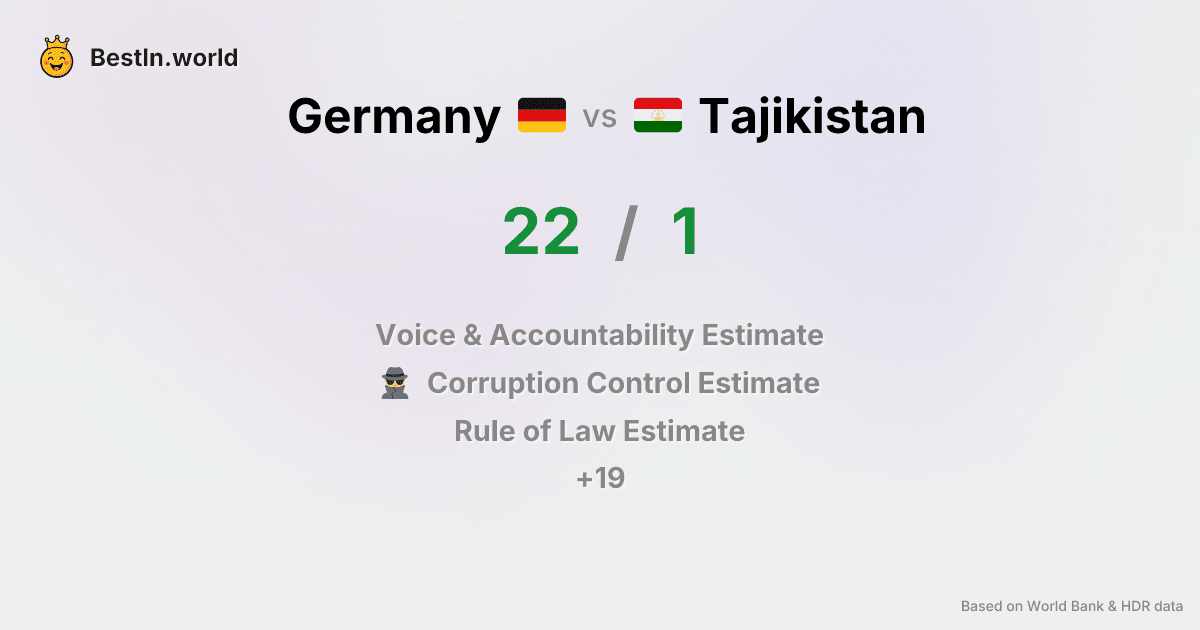 BestIn.world
Germany vs Tajikistan
22 / 1
Voice & Accountability Estimate
Corruption Control Estimate
Rule of Law Estimate
+19
Based on World Bank & HDR data